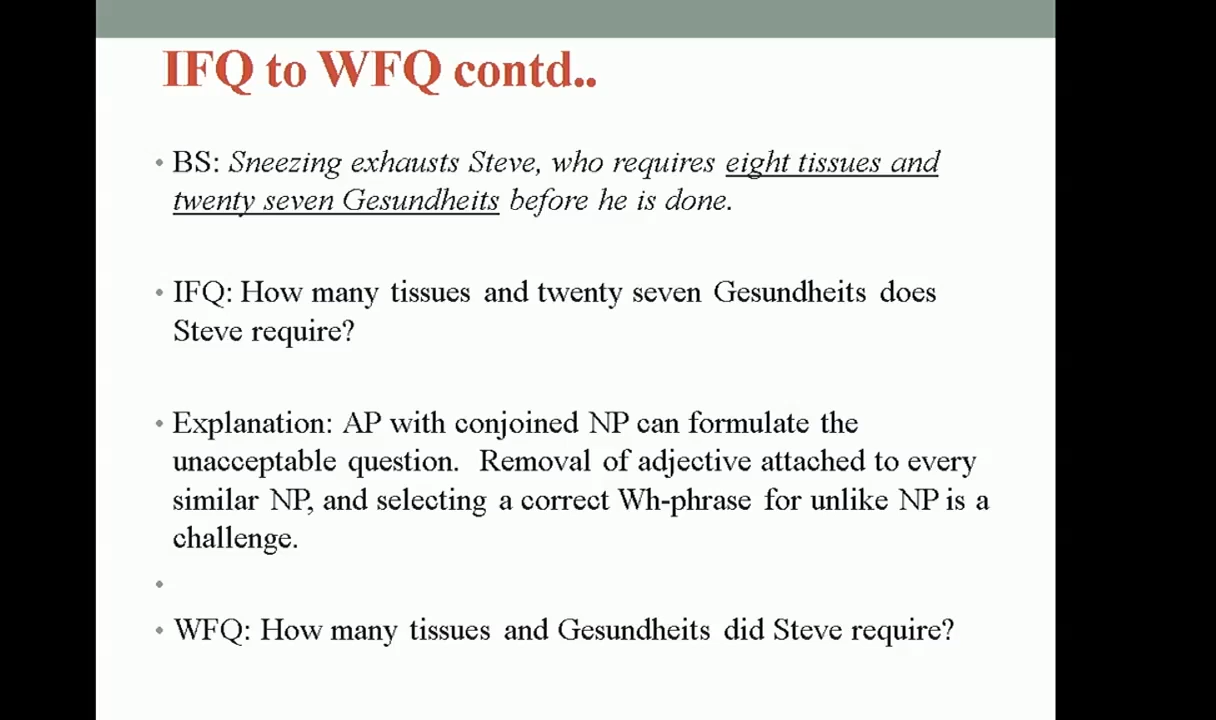 IFQ to WFQ contd..
• BS: Sneezing exhausts Steve, who requires eight tissues and
twenty seven Gesundheits before he is done.
• IFQ: How many tissues and twenty seven Gesundheits does
Steve require?
• Explanation: AP with conjoined NP can formulate the
unacceptable question. Removal of adjective attached to every
similar NP, and selecting a correct Wh-phrase for unlike NP is a
challenge.
•
• WFQ: How many tissues and Gesundheits did Steve require?